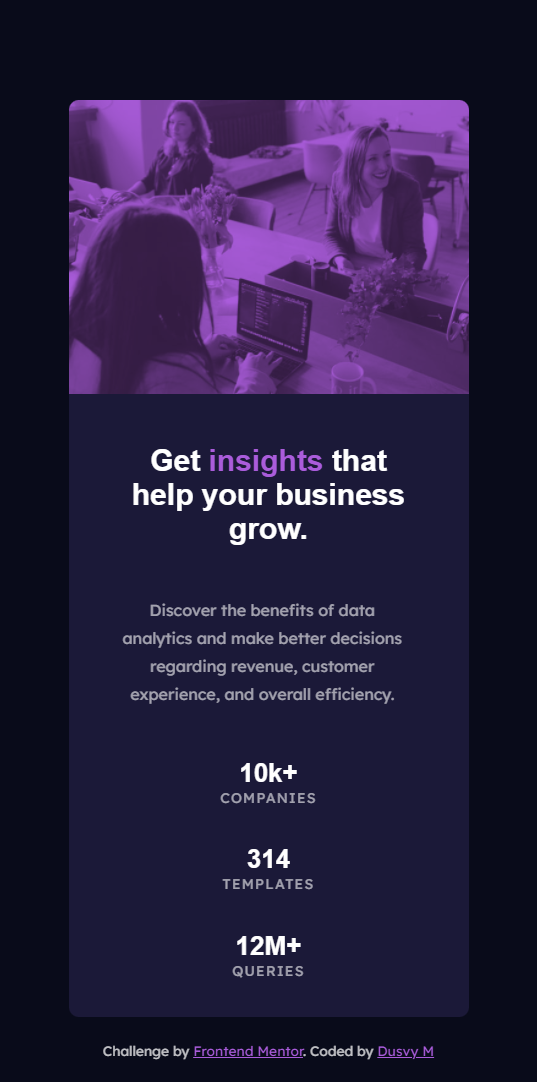 Get insights that
help your business
grow.
Discover the benefits of data
analytics and make better decisions
regarding revenue, customer
experience, and overall efficiency.
10k+
COMPANIES
314
TEMPLATES
12M+
QUERIES
Challenge by Frontend Mentor. Coded by Dusvy M